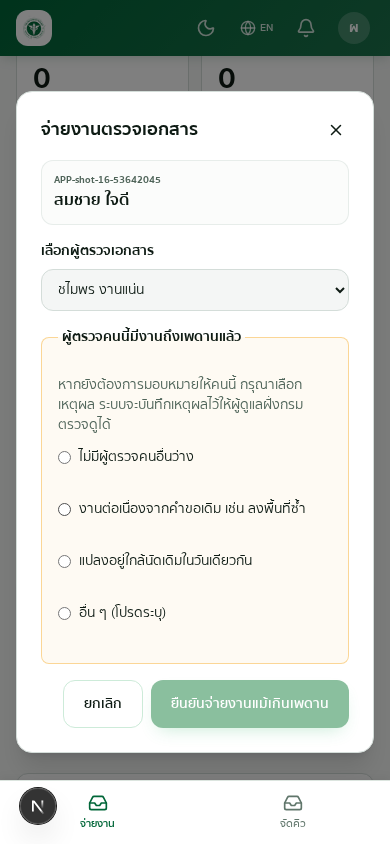 EN
ผ
0
0
จ่ายงานตรวจเอกสาร
APP-shot-16-53642045
สมชาย ใจดี
เลือกผู้ตรวจเอกสาร
ชไมพร งานแน่น
ผู้ตรวจคนนี้มีงานถึงเพดานแล้ว
หากยังต้องการมอบหมายให้คนนี้ กรุณาเลือก
เหตุผล ระบบจะบันทึกเหตุผลไว้ให้ผู้ดูแลฝั่งกรม
ตรวจดูได้
ไม่มีผู้ตรวจคนอื่นว่าง
งานต่อเนื่องจากคำขอเดิม เช่น ลงพื้นที่ซ้ำ
แปลงอยู่ใกล้นัดเดิมในวันเดียวกัน
อื่น ๆ (โปรดระบุ)
ยกเลิก
ยืนยันจ่ายงานแม้เกินเพดาน
N
จ่ายงาน
จัดคิว